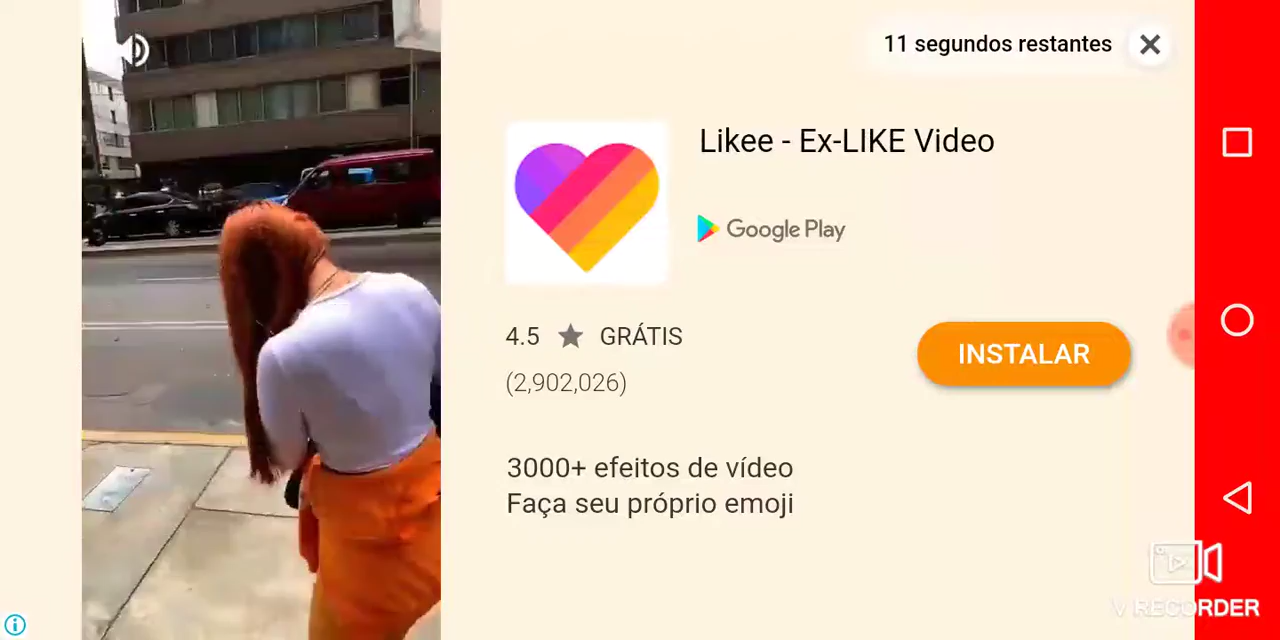 11 segundos restantes
Likee - Ex-LIKE Video
Google Play
4.5 GRÁTIS
(2,902,026)
INSTALAR
3000+ efeitos de vídeo
Faça seu próprio emoji
V RECORDER